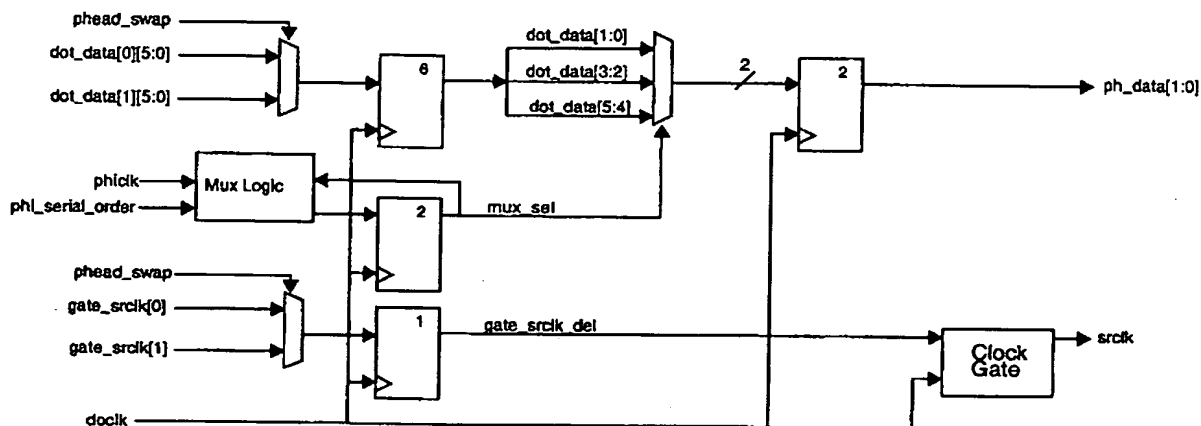 phead_swap
dot_data[0][5:0]
dot_data[1][5:0]
6
dot_data[1:0]
dot_data[3:2]
dot_data[5:4]
2
2
ph_data[1:0]
phiclk
phi_serial_order
Mux Logic
2
mux_sel
phead_swap
gate_srclk[0]
gate_srclk[1]
1
gate_srclk_del
Clock
Gate
srclk
doclk